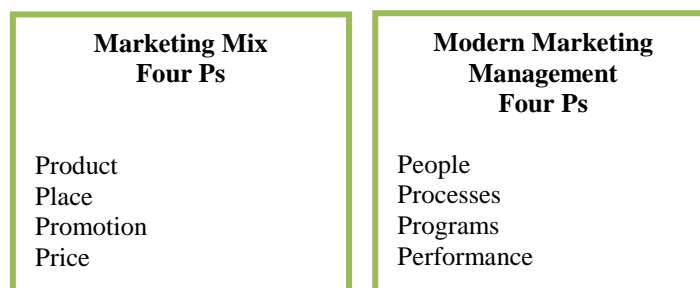 Marketing Mix
Four Ps
Product
Place
Promotion
Price
Modern Marketing
Management
Four Ps
People
Processes
Programs
Performance